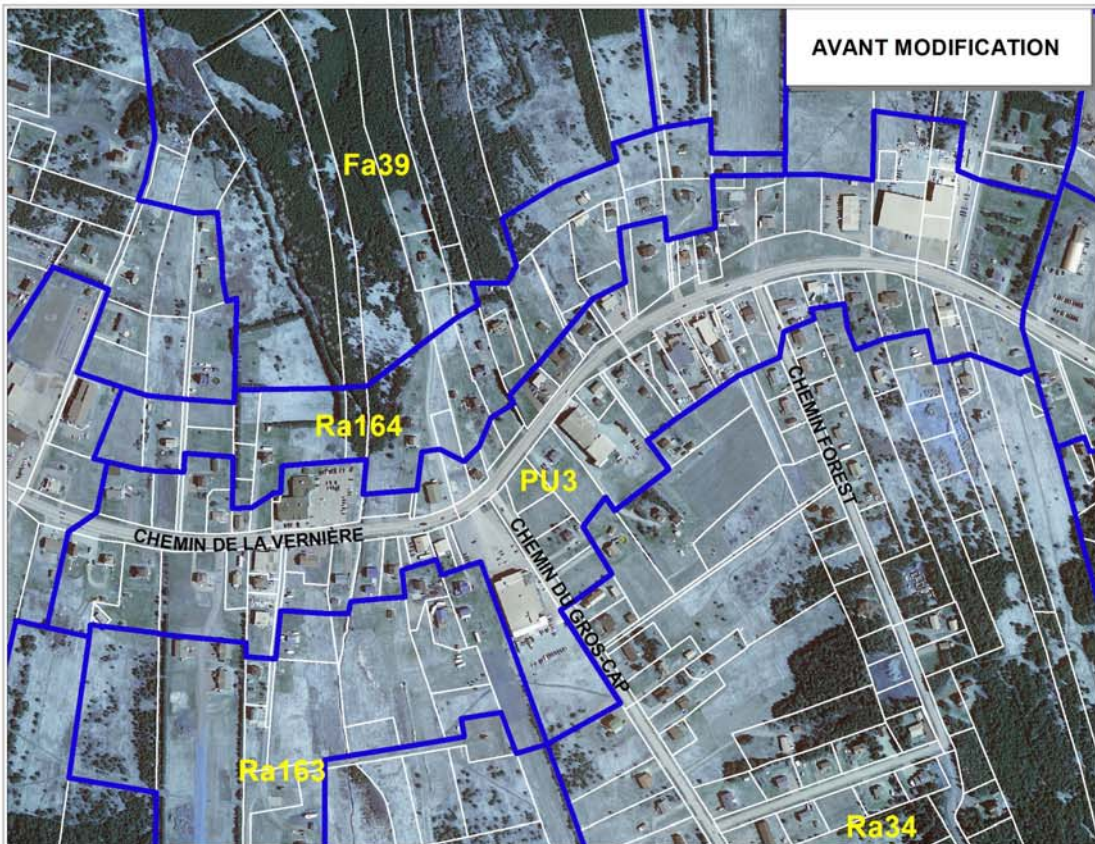 AVANT MODIFICATION
Fa39
Ra164
CHEMIN FOREST
PU3
CHEMIN DE LA VERNIÈRE
CHEMIN DU GROS-CAP
Ra163
Ra34